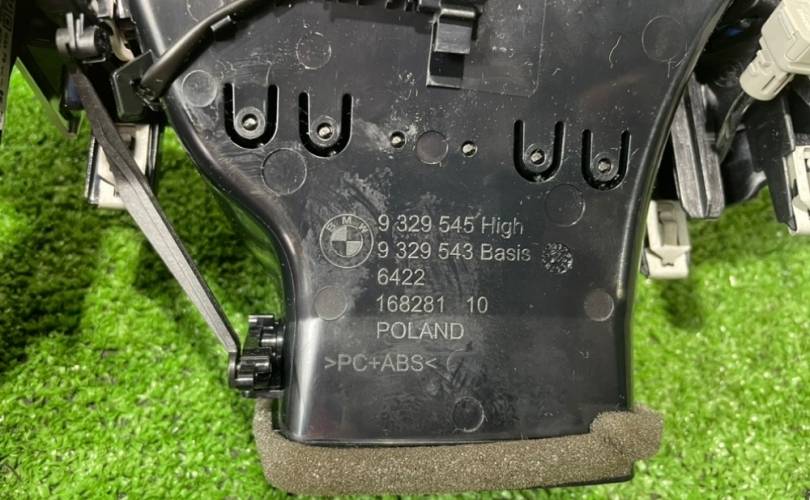 BMW
9 329 545 High
9 329 543 Basis
6422
168281 10
POLAND
>PC+ABS<